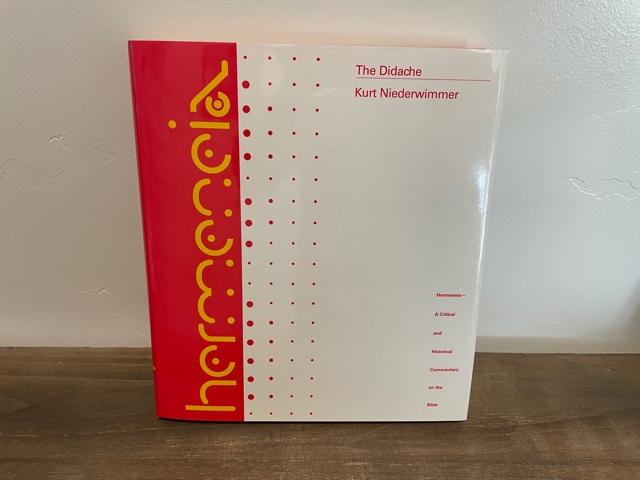 hermeneia
The Didache
Kurt Niederwimmer
Hermeneia—
A Critical
and
Historical
Commentary
on the
Bible